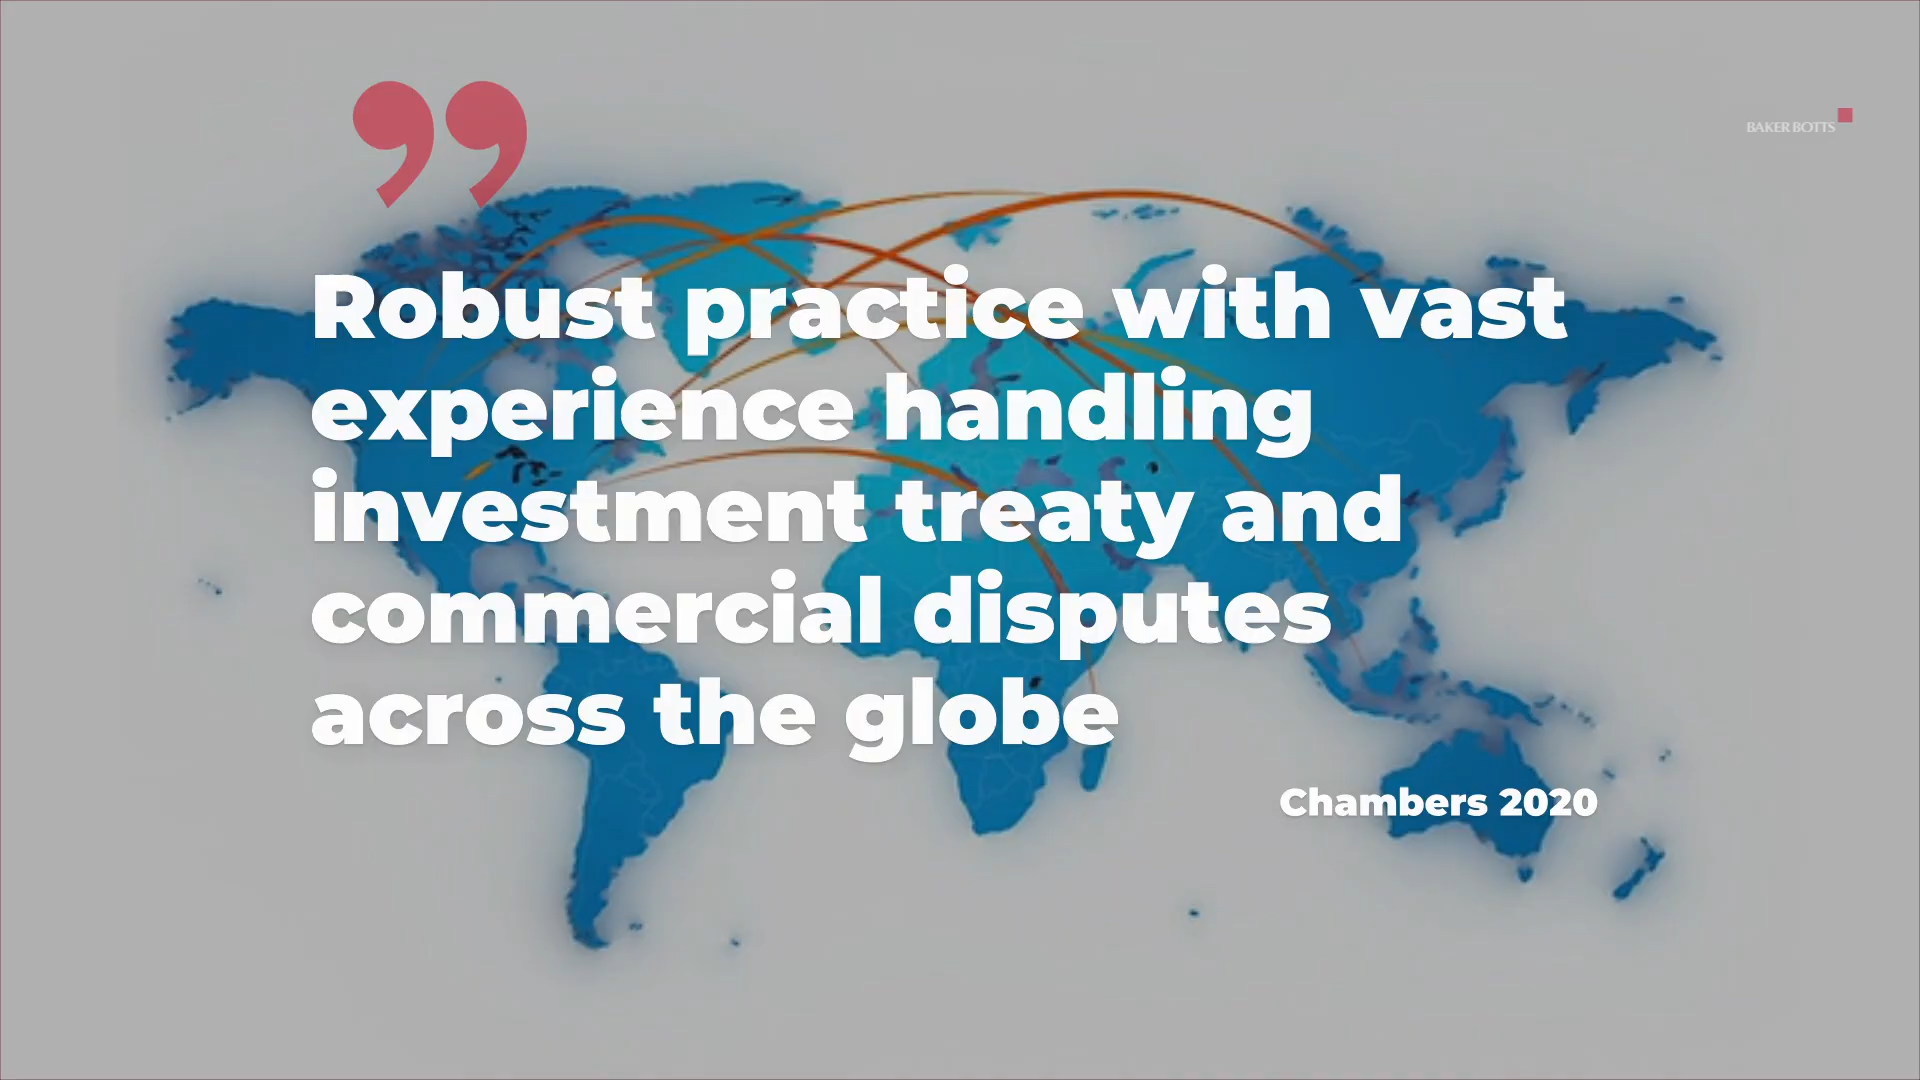 ”
BAKER BOTTS
Robust practice with vast
experience handling
investment treaty and
commercial disputes
across the globe
Chambers 2020